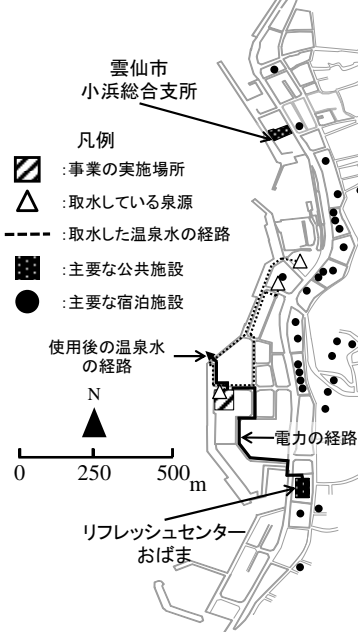 雲仙市
小浜総合支所
凡例
:事業の実施場所
:取水している泉源
:取水した温泉水の経路
:主要な公共施設
:主要な宿泊施設
使用後の温泉水
の経路
N
電力の経路
0 250 500 m
リフレッシュセンター
おばま